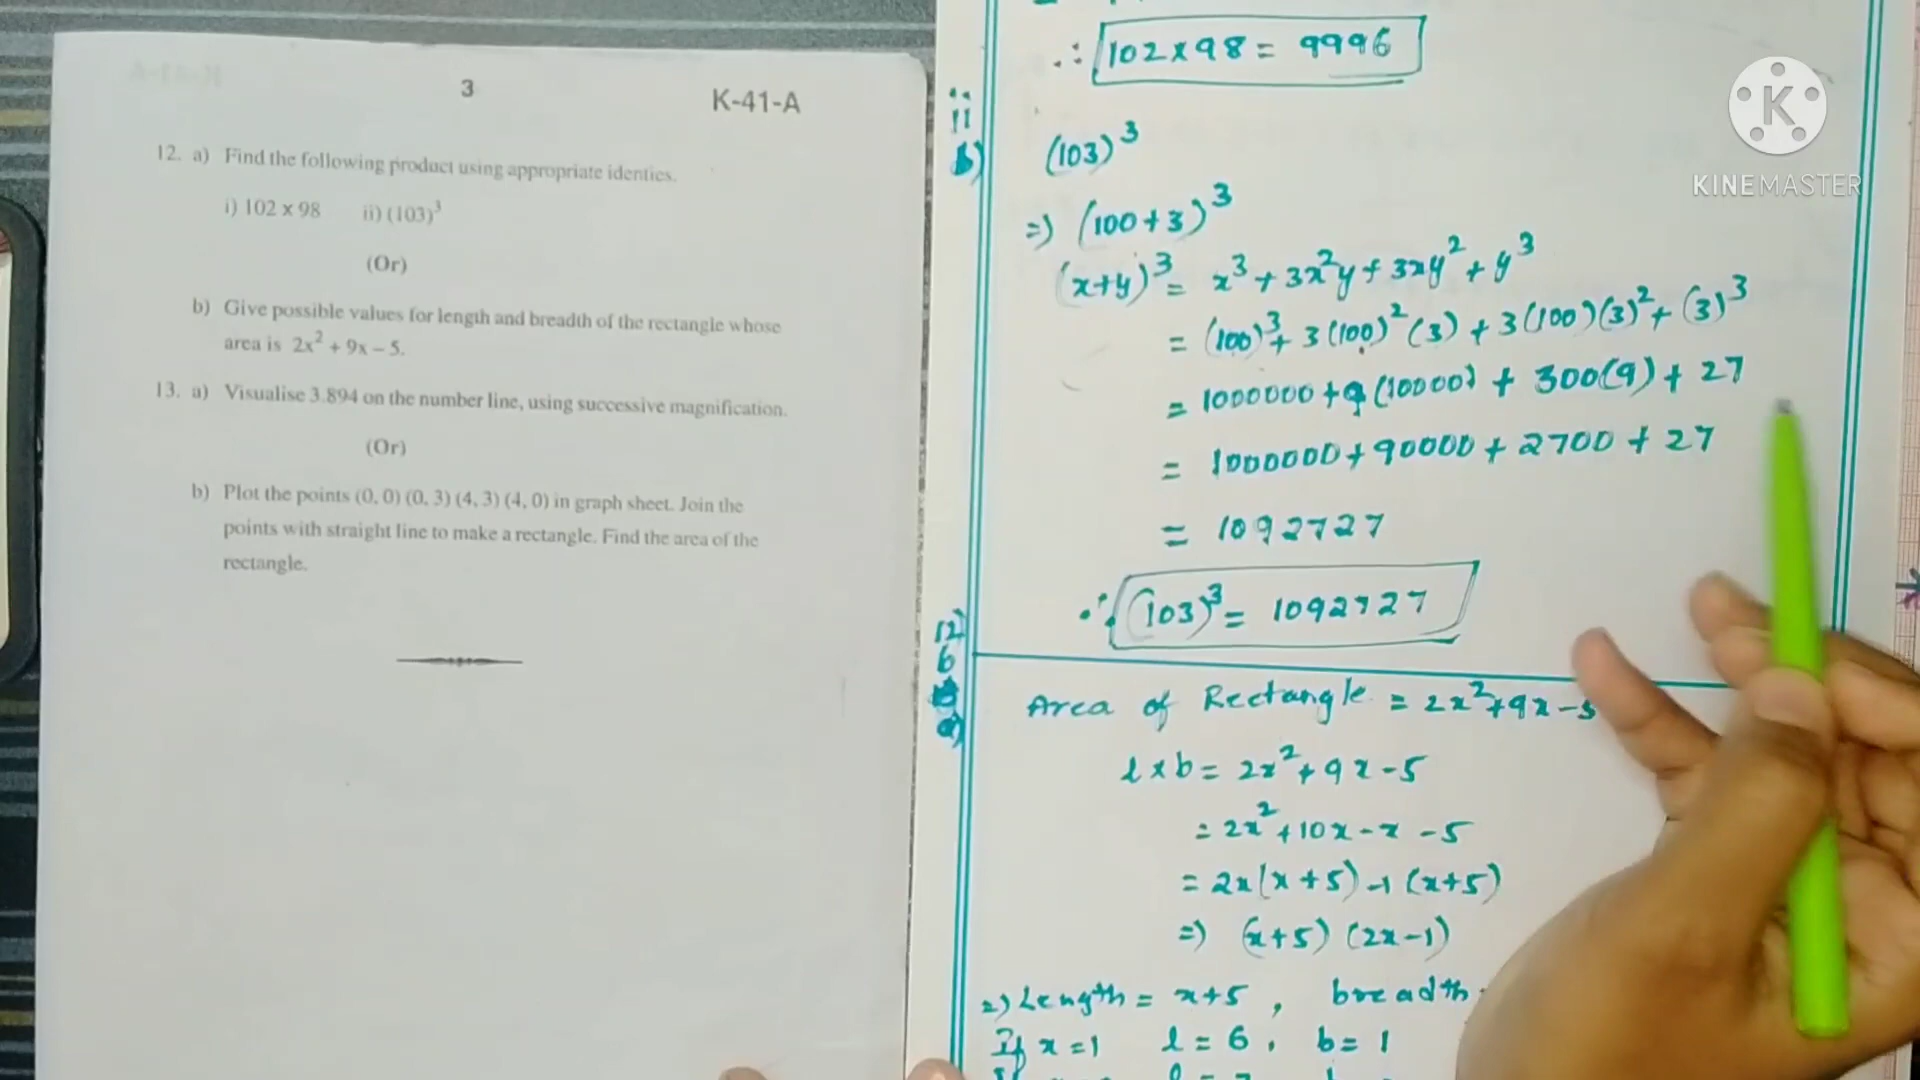 3
K-41-A
12. a) Find the following product using appropriate identies.
i) 102 x 98 ii) (103)³
(Or)
b) Give possible values for length and breadth of the rectangle whose
area is 2x² + 9x – 5.
13. a) Visualise 3.894 on the number line, using successive magnification.
(Or)
b) Plot the points (0, 0) (0, 3) (4, 3) (4, 0) in graph sheet. Join the
points with straight line to make a rectangle. Find the area of the
rectangle.
∴ 102 x 98 = 9996
ii
b) (103)³
=) (100+3)³
(x+y)³ = x³ + 3x²y + 3xy² + y³
= (100)³ + 3(100)²(3) + 3(100)(3)² + (3)³
= 1000000 + 9(10000) + 300(9) + 27
= 1000000 + 90000 + 2700 + 27
= 1092727
∴ (103)³ = 1092727
12)
b
a)
Area of Rectangle = 2x²+9x-5
l x b = 2x²+9x-5
= 2x²+10x-x-5
= 2x(x+5)-1(x+5)
=) (x+5)(2x-1)
2) Length = x+5, breadth
If x=1 l=6, b=1
K
KINEMASTER